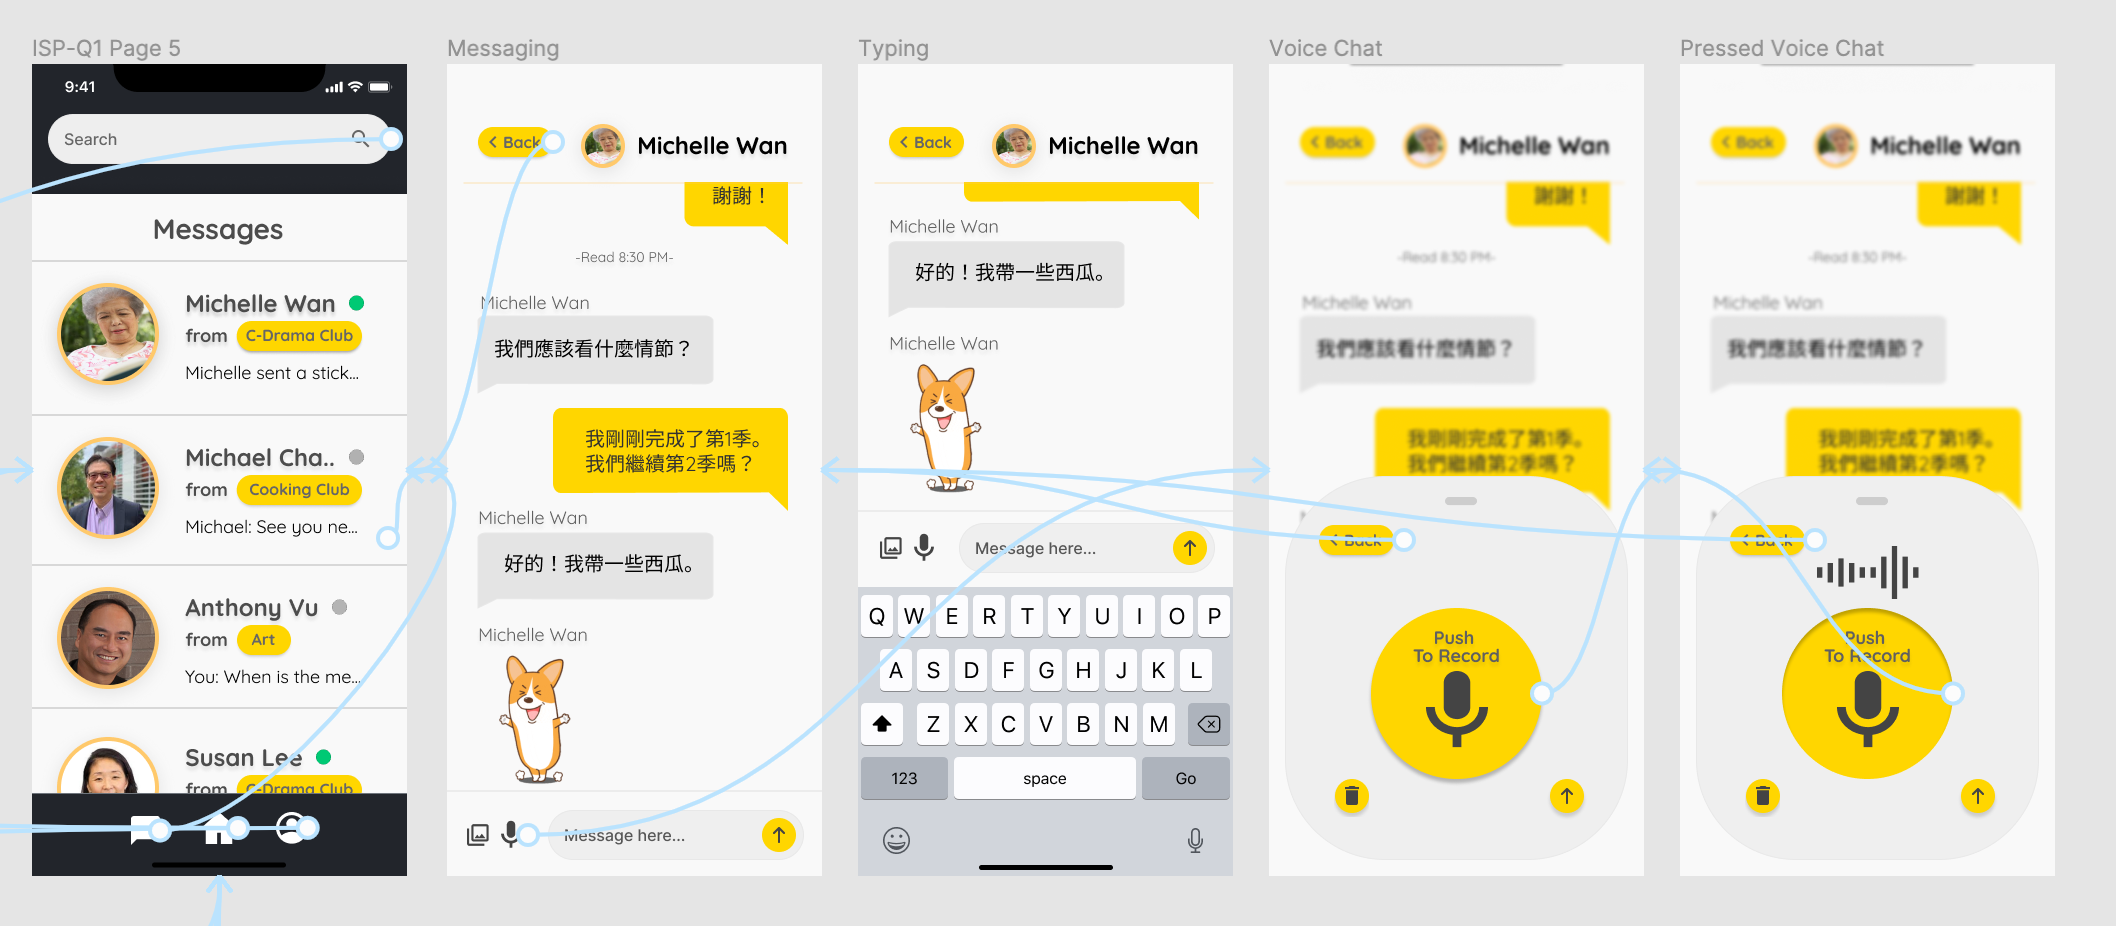 ISP-Q1 Page 5
9:41
Search
Messages
Michelle Wan
from C-Drama Club
Michelle sent a stick...
Michael Cha..
from Cooking Club
Michael: See you ne...
Anthony Vu
from Art
You: When is the me...
Susan Lee
from C-Drama Club
Messaging
Back
Michelle Wan
謝謝！
-Read 8:30 PM-
Michelle Wan
我們應該看什麼情節？
我剛剛完成了第1季。
我們繼續第2季嗎？
Michelle Wan
好的！我帶一些西瓜。
Michelle Wan
Message here...
Typing
Back
Michelle Wan
Michelle Wan
好的！我帶一些西瓜。
Michelle Wan
Message here...
Q W E R T Y U I O P
A S D F G H J K L
Z X C V B N M
123 space Go
Voice Chat
Back
Michelle Wan
謝謝！
-Read 8:30 PM-
Michelle Wan
我們應該看什麼情節？
我剛剛完成了第1季。
我們繼續第2季嗎？
Back
Push
To Record
Pressed Voice Chat
Back
Michelle Wan
謝謝！
-Read 8:30 PM-
Michelle Wan
我們應該看什麼情節？
我剛剛完成了第1季。
我們繼續第2季嗎？
Back
Push
To Record